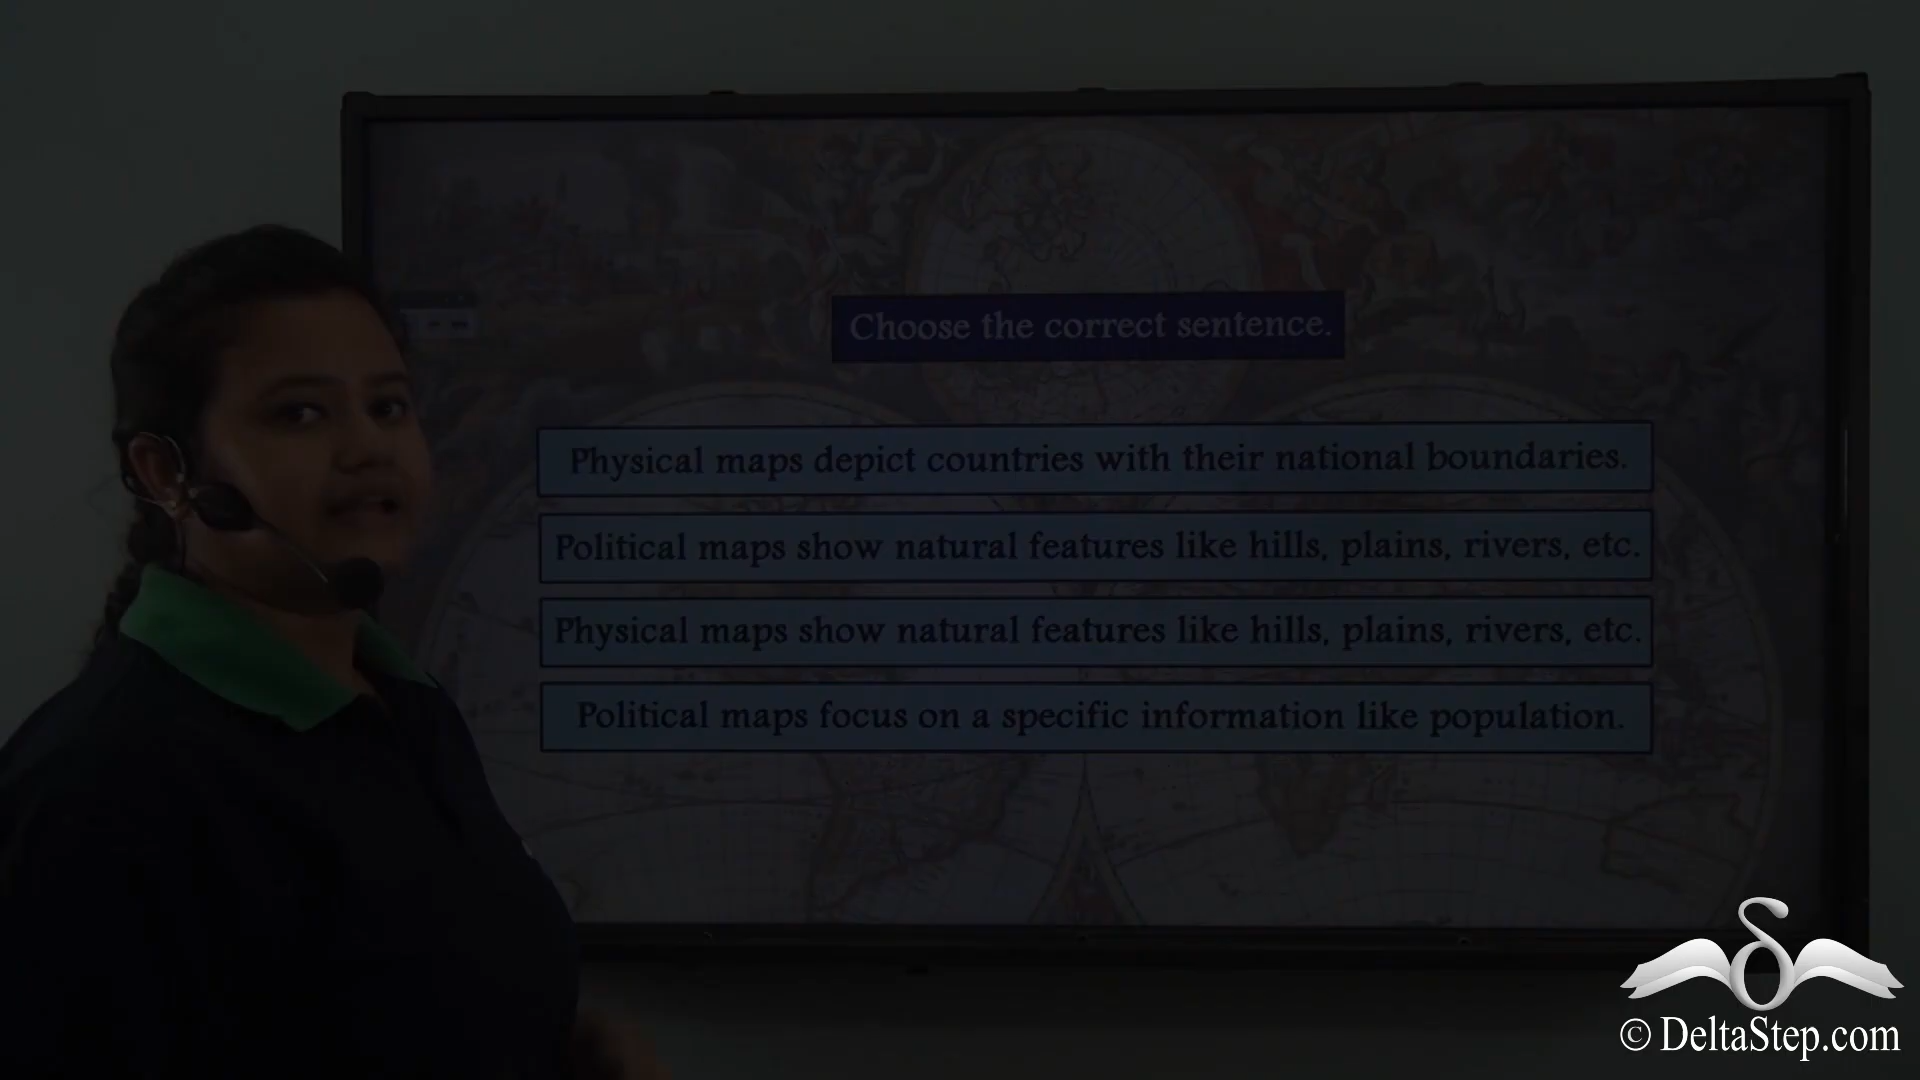 Choose the correct sentence.
Physical maps depict countries with their national boundaries.
Political maps show natural features like hills, plains, rivers, etc.
Physical maps show natural features like hills, plains, rivers, etc.
Political maps focus on a specific information like population.
© DeltaStep.com